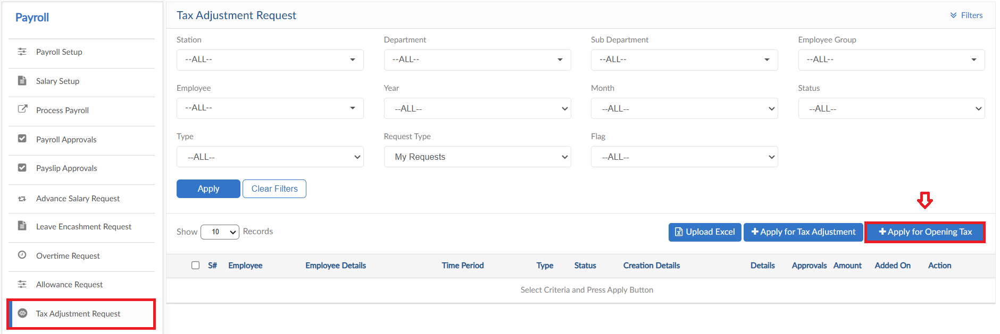 Payroll
Payroll Setup
Salary Setup
Process Payroll
Payroll Approvals
Payslip Approvals
Advance Salary Request
Leave Encashment Request
Overtime Request
Allowance Request
Tax Adjustment Request
Tax Adjustment Request Filters
Station Department Sub Department Employee Group
--ALL-- --ALL-- --ALL-- --ALL--
Employee Year Month Status
--ALL-- --ALL-- --ALL-- --ALL--
Type Request Type Flag
--ALL-- My Requests --ALL--
Apply Clear Filters
Show 10 Records Upload Excel Apply for Tax Adjustment Apply for Opening Tax
S# Employee Employee Details Time Period Type Status Creation Details Details Approvals Amount Added On Action
Select Criteria and Press Apply Button